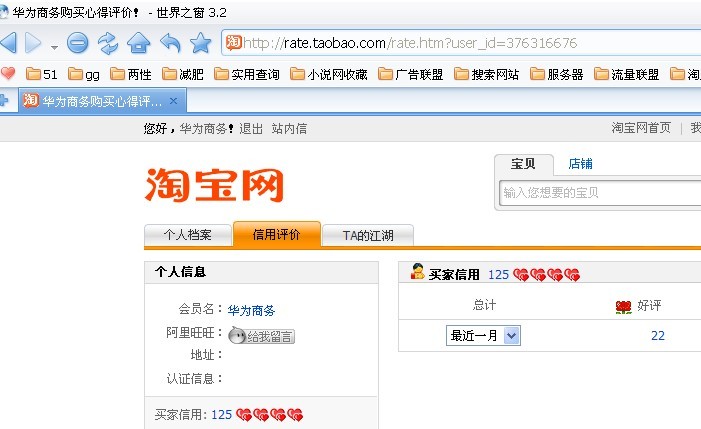 华为商务购买心得评价! - 世界之窗 3.2
http://rate.taobao.com/rate.htm?user_id=376316676
51 gg 两性 减肥 实用查询 小说网收藏 广告联盟 搜索网站 服务器 流量联盟 淘
淘 华为商务购买心得评...
您好,华为商务! 退出 站内信 淘宝网首页 | 我
淘宝网
宝贝 店铺
输入您想要的宝贝
个人档案 信用评价 TA的江湖
个人信息
会员名: 华为商务
阿里旺旺: 给我留言
地址:
认证信息:
买家信用: 125
买家信用 125
总计 好评
最近一月 22